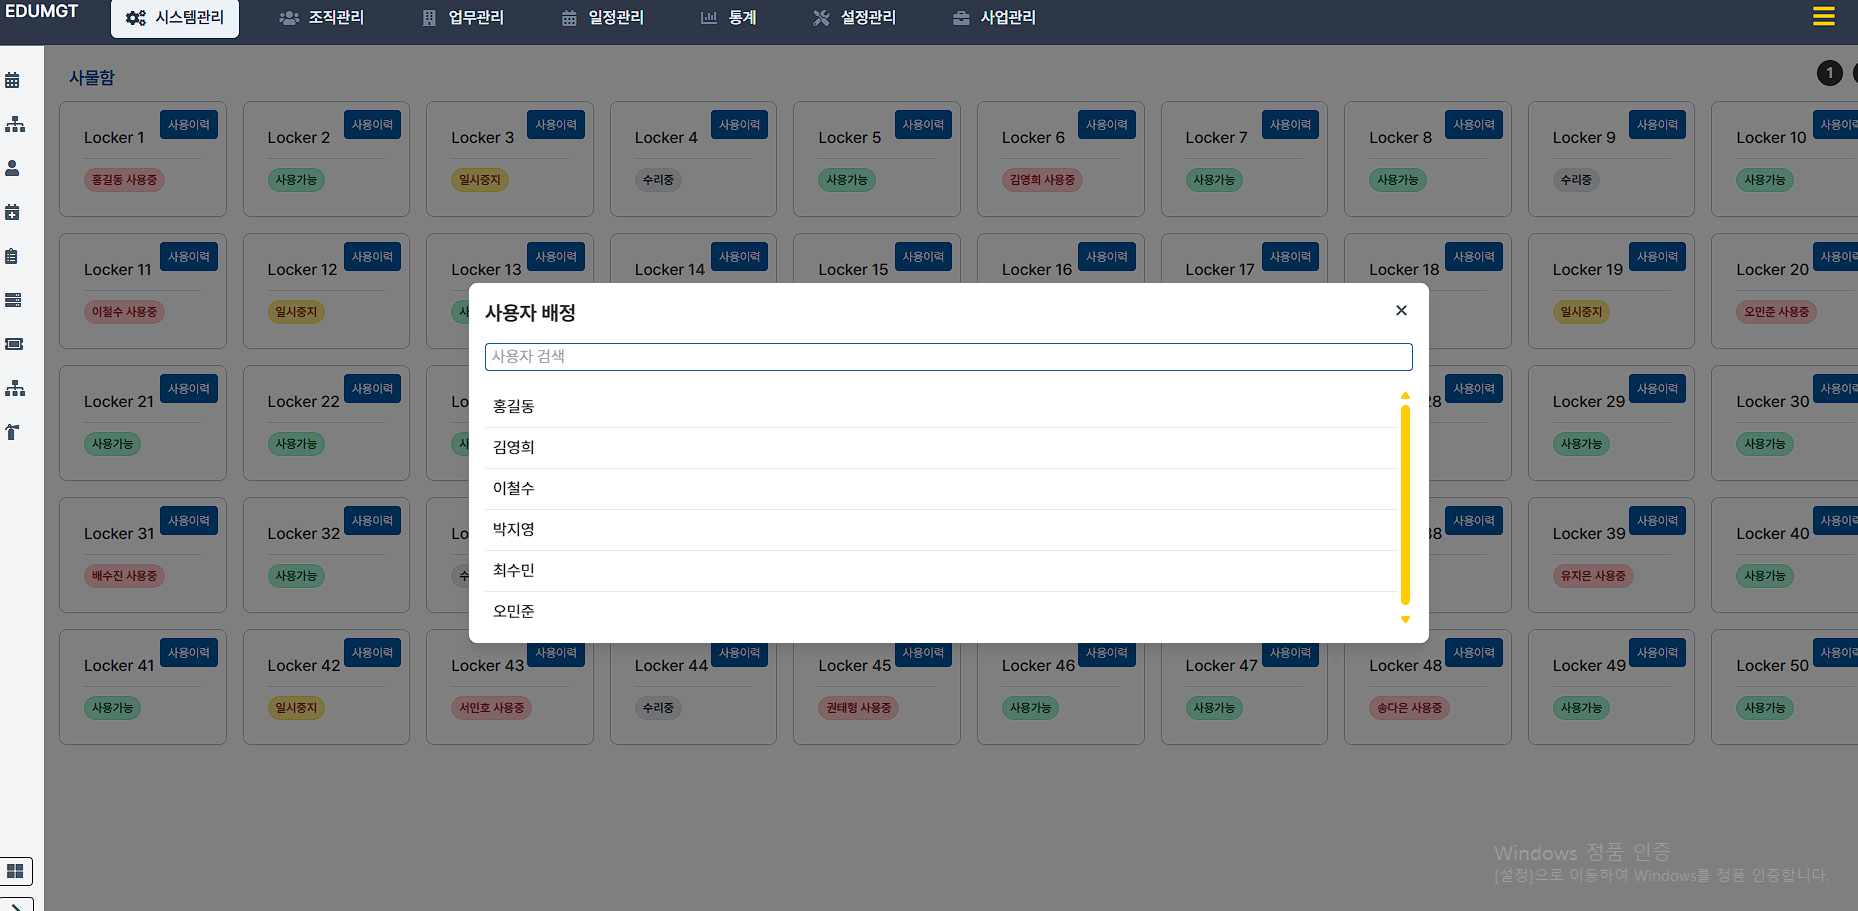 EDUMGT
시스템관리 조직관리 업무관리 일정관리 통계 설정관리 사업관리
사물함
1
사용이력 사용이력 사용이력 사용이력 사용이력 사용이력 사용이력 사용이력 사용이력 사용이력
Locker 1 Locker 2 Locker 3 Locker 4 Locker 5 Locker 6 Locker 7 Locker 8 Locker 9 Locker 10
홍길동 사용중 사용가능 일시중지 수리중 사용가능 김영희 사용중 사용가능 사용가능 수리중 사용가능
사용이력 사용이력 사용이력 사용이력 사용이력 사용이력 사용이력 사용이력 사용이력 사용이력
Locker 11 Locker 12 Locker 13 Locker 14 Locker 15 Locker 16 Locker 17 Locker 18 Locker 19 Locker 20
이철수 사용중 일시중지 일시중지 오민준 사용중
사용자 배정
사용자 검색
홍길동
김영희
이철수
박지영
최수민
오민준
사용이력 사용이력 사용이력 사용이력 사용이력
Locker 21 Locker 22 Lo 28 Locker 29 Locker 30
사용가능 사용가능 사용가능 사용가능
사용이력 사용이력 사용이력 사용이력 사용이력
Locker 31 Locker 32 Lo 38 Locker 39 Locker 40
배수진 사용중 사용가능 수 유지은 사용중 사용가능
사용이력 사용이력 사용이력 사용이력 사용이력 사용이력 사용이력 사용이력 사용이력 사용이력
Locker 41 Locker 42 Locker 43 Locker 44 Locker 45 Locker 46 Locker 47 Locker 48 Locker 49 Locker 50
사용가능 일시중지 서민호 사용중 수리중 권태형 사용중 사용가능 사용가능 송다은 사용중 사용가능 사용가능
Windows 정품 인증
[설정]으로 이동하여 Windows를 정품 인증합니다.